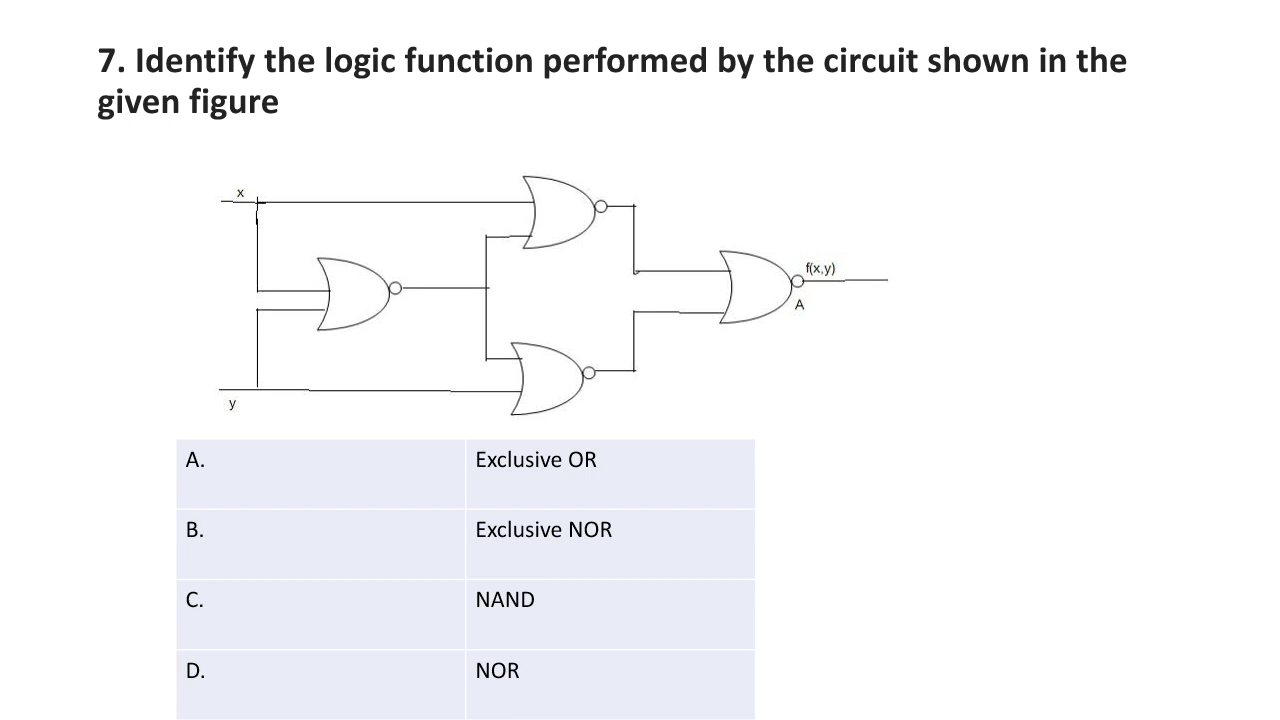 7. Identify the logic function performed by the circuit shown in the
given figure
x
f(x,y)
A
y
A. Exclusive OR
B. Exclusive NOR
C. NAND
D. NOR